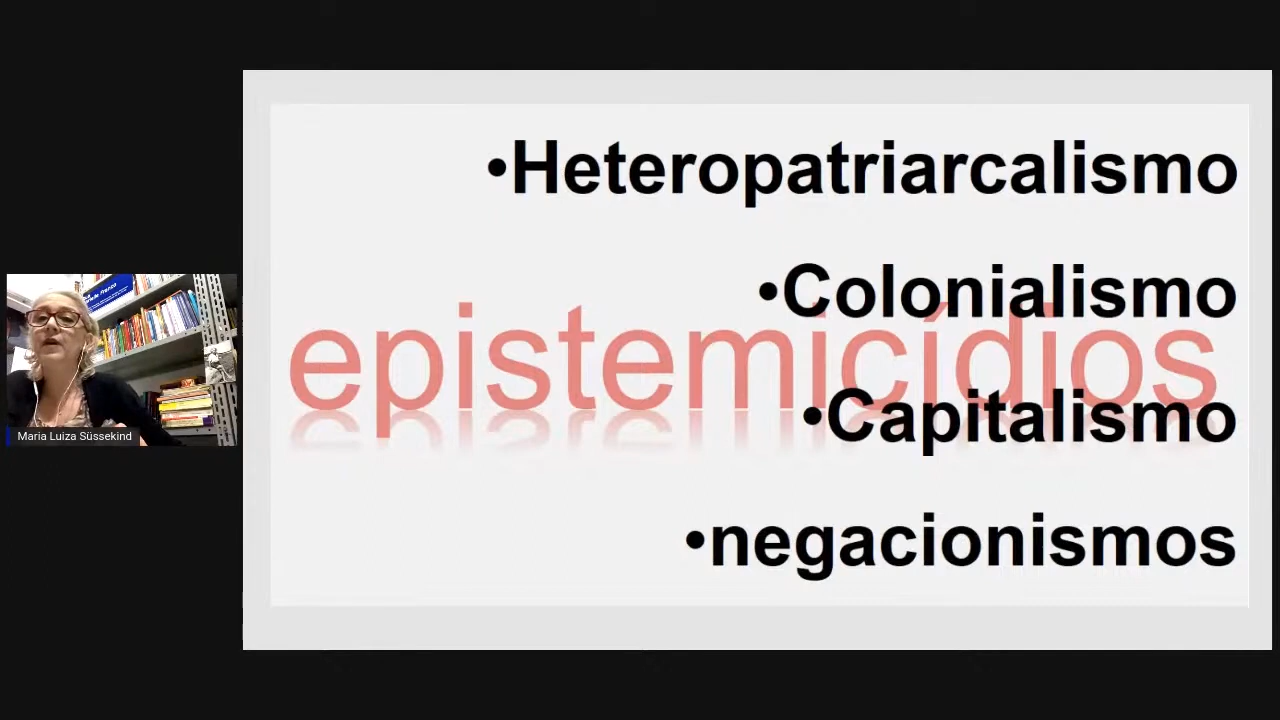 •Heteropatriarcalismo
•Colonialismo
epistemicídios
•Capitalismo
•negacionismos
Maria Luiza Süssekind